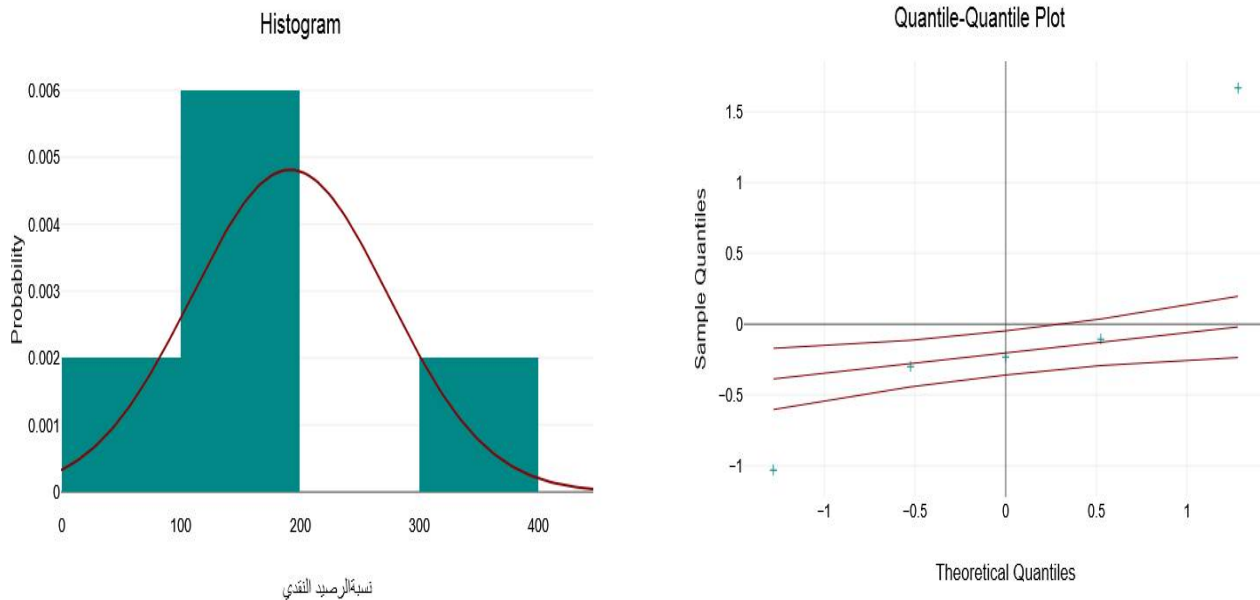 Histogram
0.006
0.005
0.004
0.003
0.002
0.001
0
Probability
0 100 200 300 400
نسبةالرصيد النقدي
Quantile-Quantile Plot
1.5
1
0.5
0
−0.5
−1
Sample Quantiles
−1 −0.5 0 0.5 1
Theoretical Quantiles